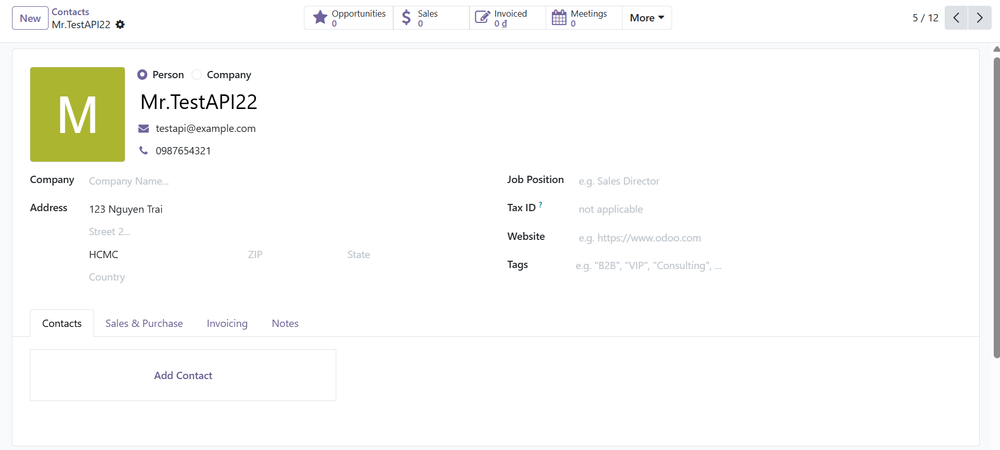 New
Contacts
Mr.TestAPI22
Opportunities
0
Sales
0
Invoiced
0 ₫
Meetings
0
More
5 / 12
M
Person
Company
Mr.TestAPI22
testapi@example.com
0987654321
Company Company Name...
Job Position e.g. Sales Director
Address 123 Nguyen Trai
Tax ID ? not applicable
Street 2...
Website e.g. https://www.odoo.com
HCMC ZIP State
Tags e.g. "B2B", "VIP", "Consulting", ...
Country
Contacts Sales & Purchase Invoicing Notes
Add Contact